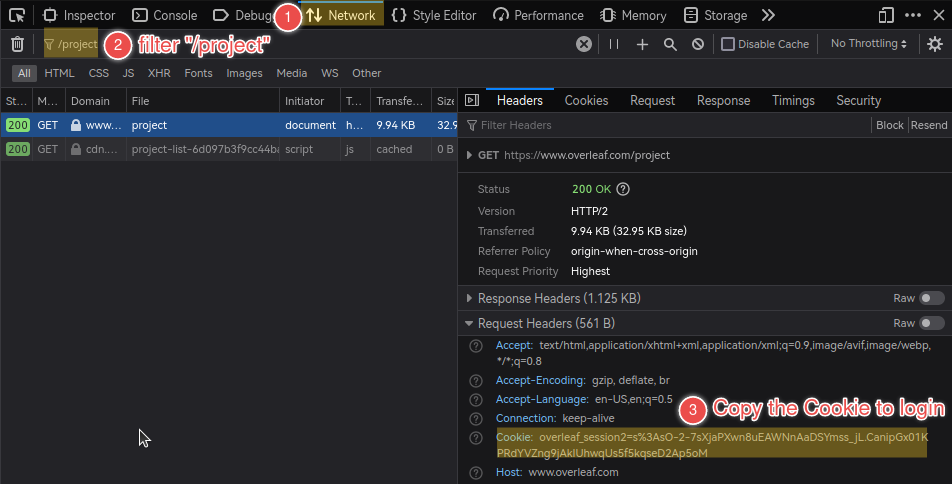 Inspector Console Debug 1 Network Style Editor Performance Memory Storage
/project 2 filter "/project" Disable Cache No Throttling
All HTML CSS JS XHR Fonts Images Media WS Other
St... M... Domain File Initiator T... Transfe... Size Headers Cookies Request Response Timings Security
200 GET www... project document h... 9.94 KB 32.9 Filter Headers Block Resend
200 GET cdn.... project-list-6d097b3f9cc44ba script js cached 0 B
GET https://www.overleaf.com/project
Status 200 OK ?
Version HTTP/2
Transferred 9.94 KB (32.95 KB size)
Referrer Policy origin-when-cross-origin
Request Priority Highest
Response Headers (1.125 KB) Raw
Request Headers (561 B) Raw
? Accept: text/html,application/xhtml+xml,application/xml;q=0.9,image/avif,image/webp,
*/*;q=0.8
? Accept-Encoding: gzip, deflate, br
? Accept-Language: en-US,en;q=0.5
3 Copy the Cookie to login
? Connection: keep-alive
? Cookie: overleaf_session2=s%3AsO-2-7sXjaPXwn8uEAWNnAaDSYmss_jL.CanipGx01K
PRdYVZng9jAkIUhwqUs5f5kqseD2Ap5oM
? Host: www.overleaf.com